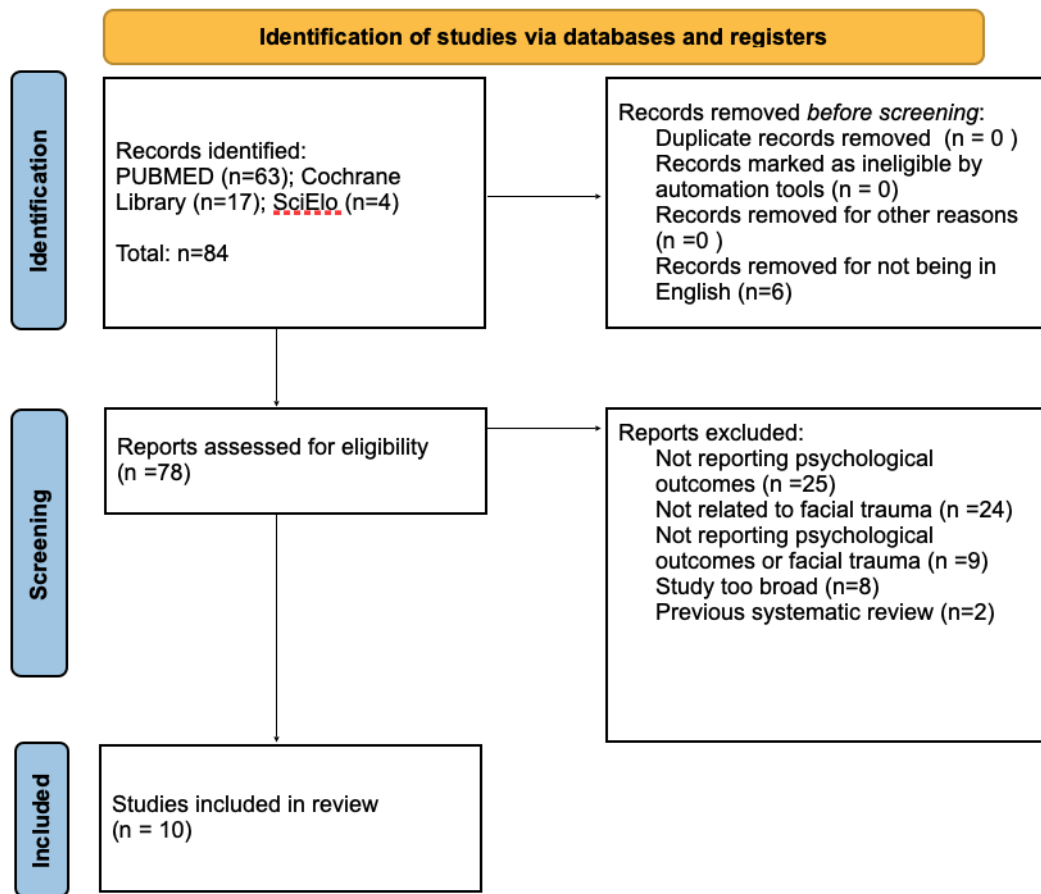 Identification of studies via databases and registers
Identification
Records identified:
PUBMED (n=63); Cochrane
Library (n=17); SciElo (n=4)
Total: n=84
Records removed before screening:
Duplicate records removed (n = 0 )
Records marked as ineligible by
automation tools (n = 0)
Records removed for other reasons
(n =0 )
Records removed for not being in
English (n=6)
Screening
Reports assessed for eligibility
(n =78)
Reports excluded:
Not reporting psychological
outcomes (n =25)
Not related to facial trauma (n =24)
Not reporting psychological
outcomes or facial trauma (n =9)
Study too broad (n=8)
Previous systematic review (n=2)
Included
Studies included in review
(n = 10)